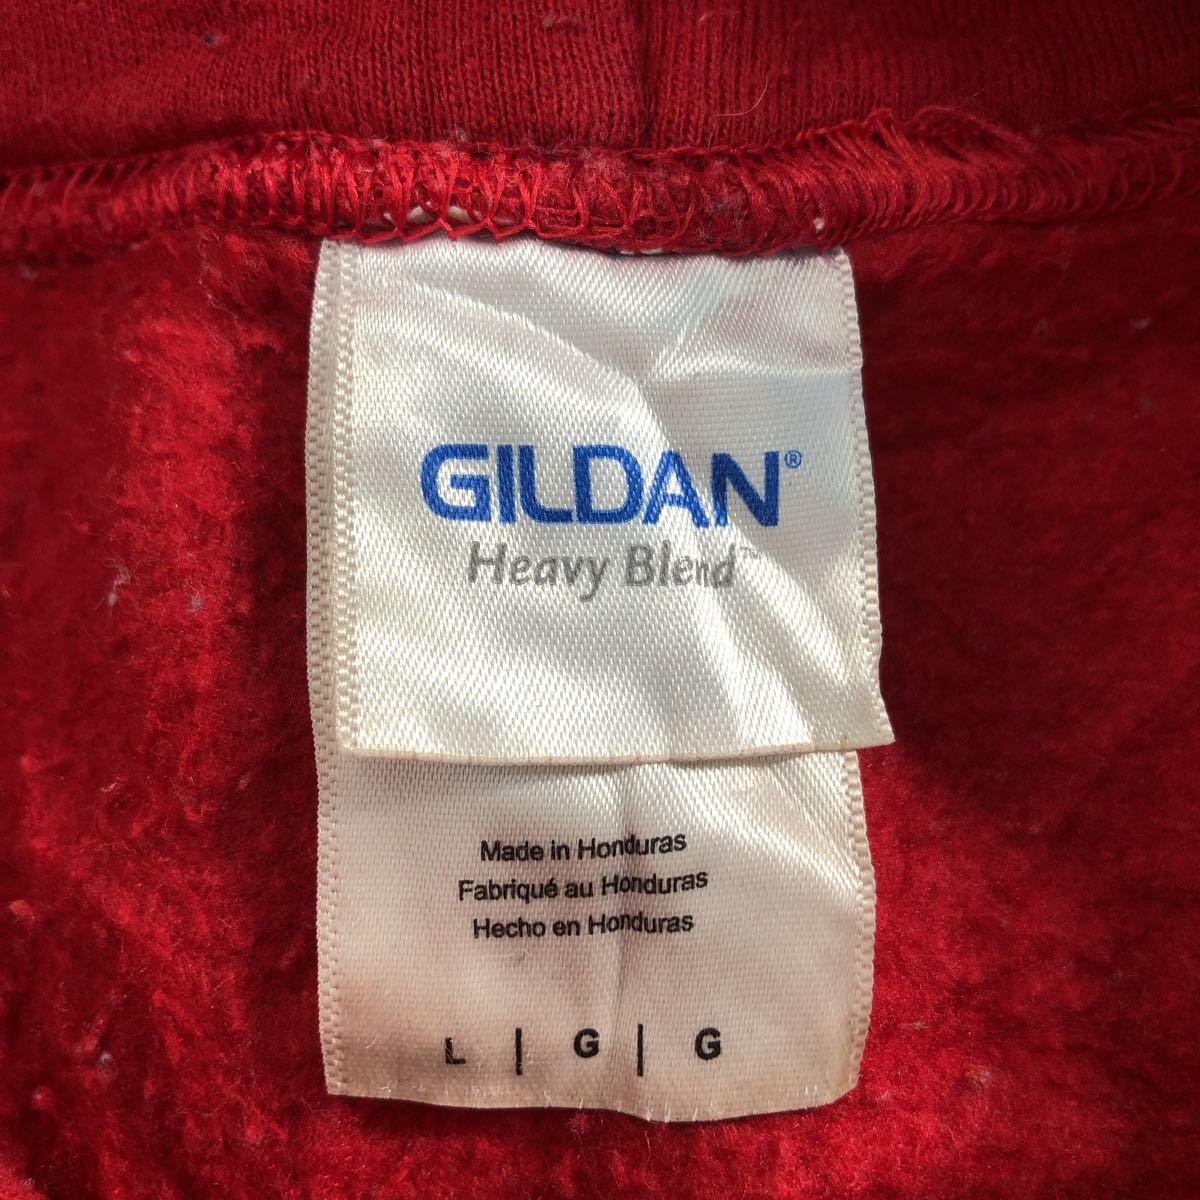 GILDAN®
Heavy Blend™
Made in Honduras
Fabriqué au Honduras
Hecho en Honduras
L | G | G